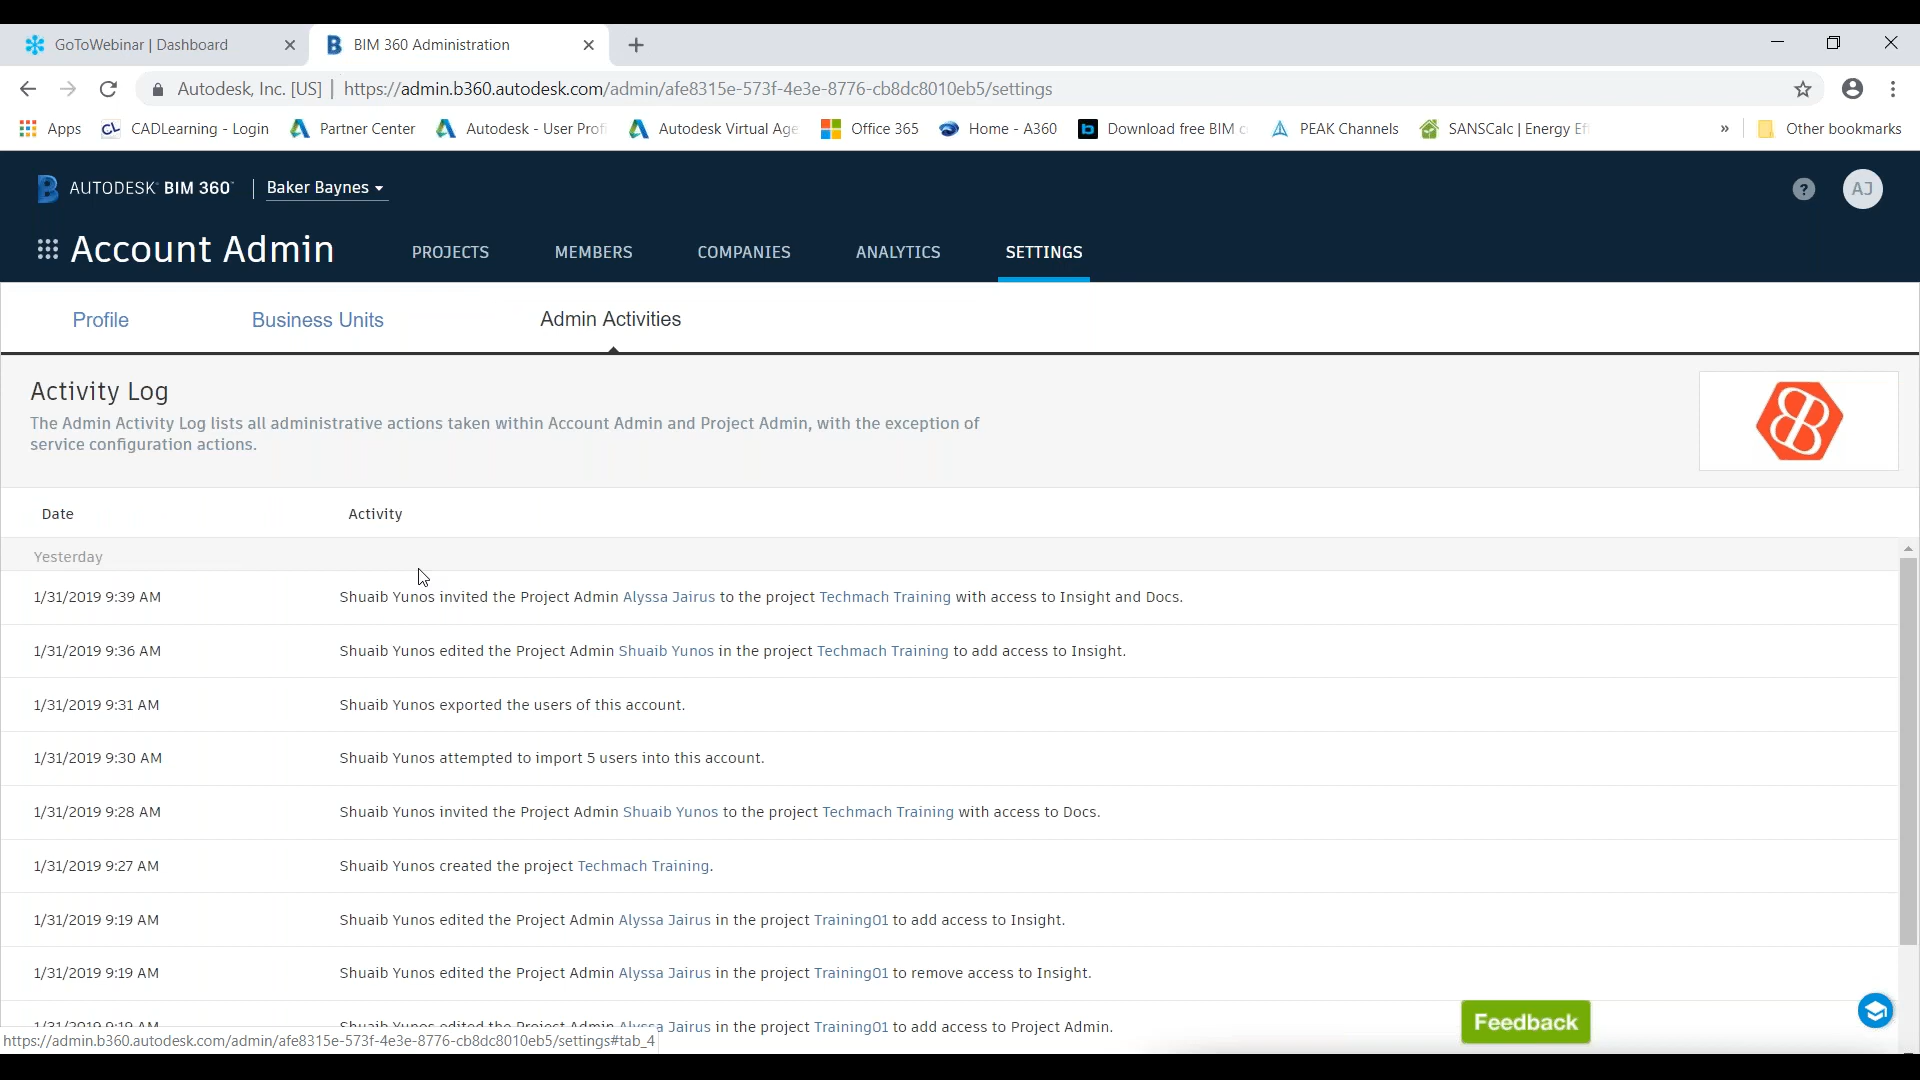 GoToWebinar | Dashboard
BIM 360 Administration
Autodesk, Inc. [US] | https://admin.b360.autodesk.com/admin/afe8315e-573f-4e3e-8776-cb8dc8010eb5/settings
Apps CADLearning - Login Partner Center Autodesk - User Prof Autodesk Virtual Age Office 365 Home - A360 Download free BIM c PEAK Channels SANSCalc | Energy Ef » Other bookmarks
AUTODESK BIM 360 Baker Baynes ? AJ
Account Admin PROJECTS MEMBERS COMPANIES ANALYTICS SETTINGS
Profile Business Units Admin Activities
Activity Log
The Admin Activity Log lists all administrative actions taken within Account Admin and Project Admin, with the exception of
service configuration actions.
Date Activity
Yesterday
1/31/2019 9:39 AM Shuaib Yunos invited the Project Admin Alyssa Jairus to the project Techmach Training with access to Insight and Docs.
1/31/2019 9:36 AM Shuaib Yunos edited the Project Admin Shuaib Yunos in the project Techmach Training to add access to Insight.
1/31/2019 9:31 AM Shuaib Yunos exported the users of this account.
1/31/2019 9:30 AM Shuaib Yunos attempted to import 5 users into this account.
1/31/2019 9:28 AM Shuaib Yunos invited the Project Admin Shuaib Yunos to the project Techmach Training with access to Docs.
1/31/2019 9:27 AM Shuaib Yunos created the project Techmach Training.
1/31/2019 9:19 AM Shuaib Yunos edited the Project Admin Alyssa Jairus in the project Training01 to add access to Insight.
1/31/2019 9:19 AM Shuaib Yunos edited the Project Admin Alyssa Jairus in the project Training01 to remove access to Insight.
1/31/2019 9:19 AM Shuaib Yunos edited the Project Admin Alyssa Jairus in the project Training01 to add access to Project Admin.
Feedback
https://admin.b360.autodesk.com/admin/afe8315e-573f-4e3e-8776-cb8dc8010eb5/settings#tab_4